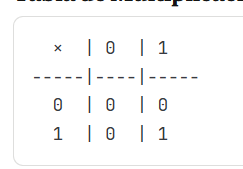 ×  | 0  | 1
-----|----|-----
0  | 0  | 0
1  | 0  | 1